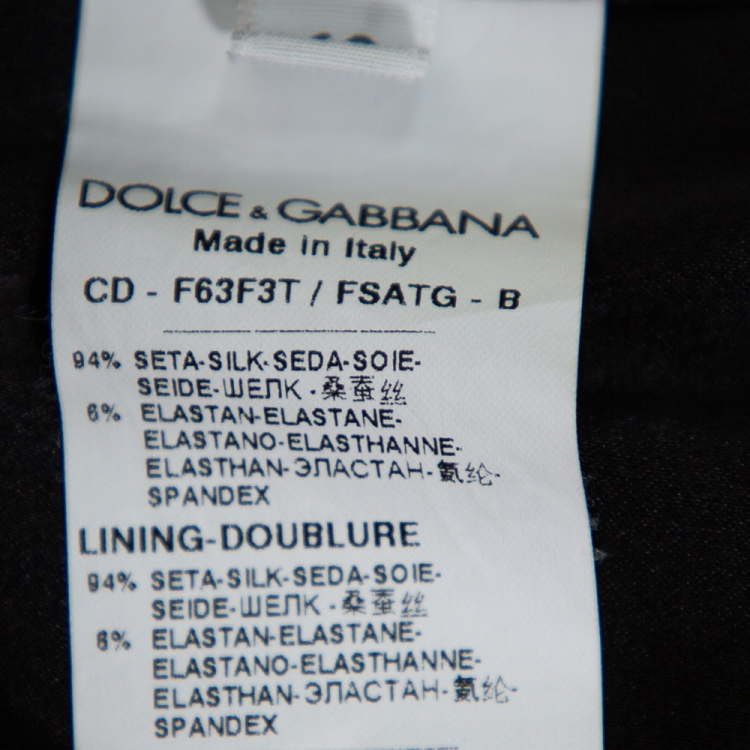 DOLCE & GABBANA
Made in Italy
CD - F63F3T / FSATG - B
94% SETA-SILK-SEDA-SOIE-
SEIDE-ШЕЛК -桑蚕丝
6% ELASTAN-ELASTANE-
ELASTANO-ELASTHANNE-
ELASTHAN-ЭЛАСТАН-氨纶-
SPANDEX
LINING-DOUBLURE
94% SETA-SILK-SEDA-SOIE-
SEIDE-ШЕЛК -桑蚕丝
6% ELASTAN-ELASTANE-
ELASTANO-ELASTHANNE-
ELASTHAN-ЭЛАСТАН-氨纶-
SPANDEX